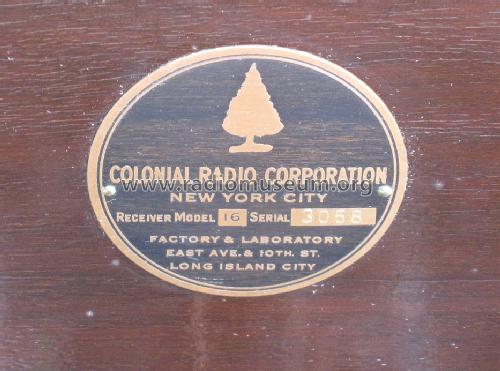 COLONIAL RADIO CORPORATION
www.radiomuseum.org
NEW YORK CITY
RECEIVER MODEL 16 SERIAL 3058
FACTORY & LABORATORY
EAST AVE. & 10TH. ST.
LONG ISLAND CITY